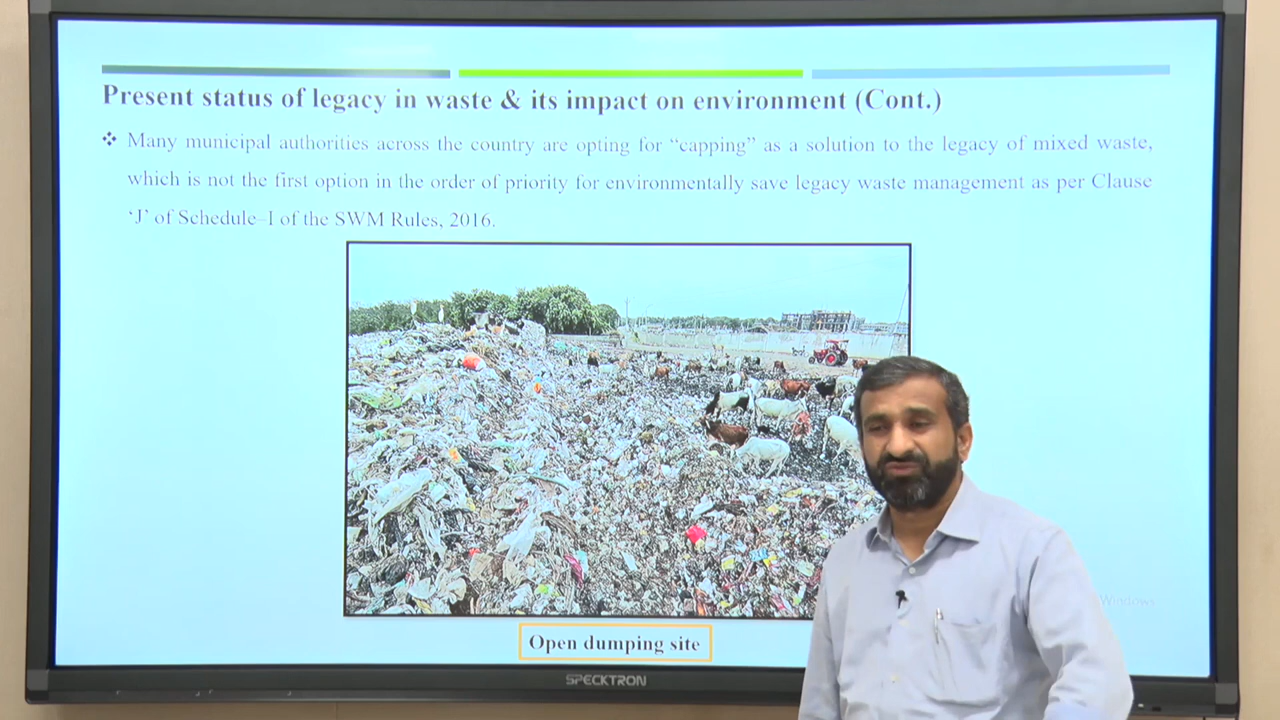 Present status of legacy in waste & its impact on environment (Cont.)
❖ Many municipal authorities across the country are opting for “capping” as a solution to the legacy of mixed waste,
which is not the first option in the order of priority for environmentally save legacy waste management as per Clause
‘J’ of Schedule–I of the SWM Rules, 2016.
Windows
Open dumping site
SPECKTRON